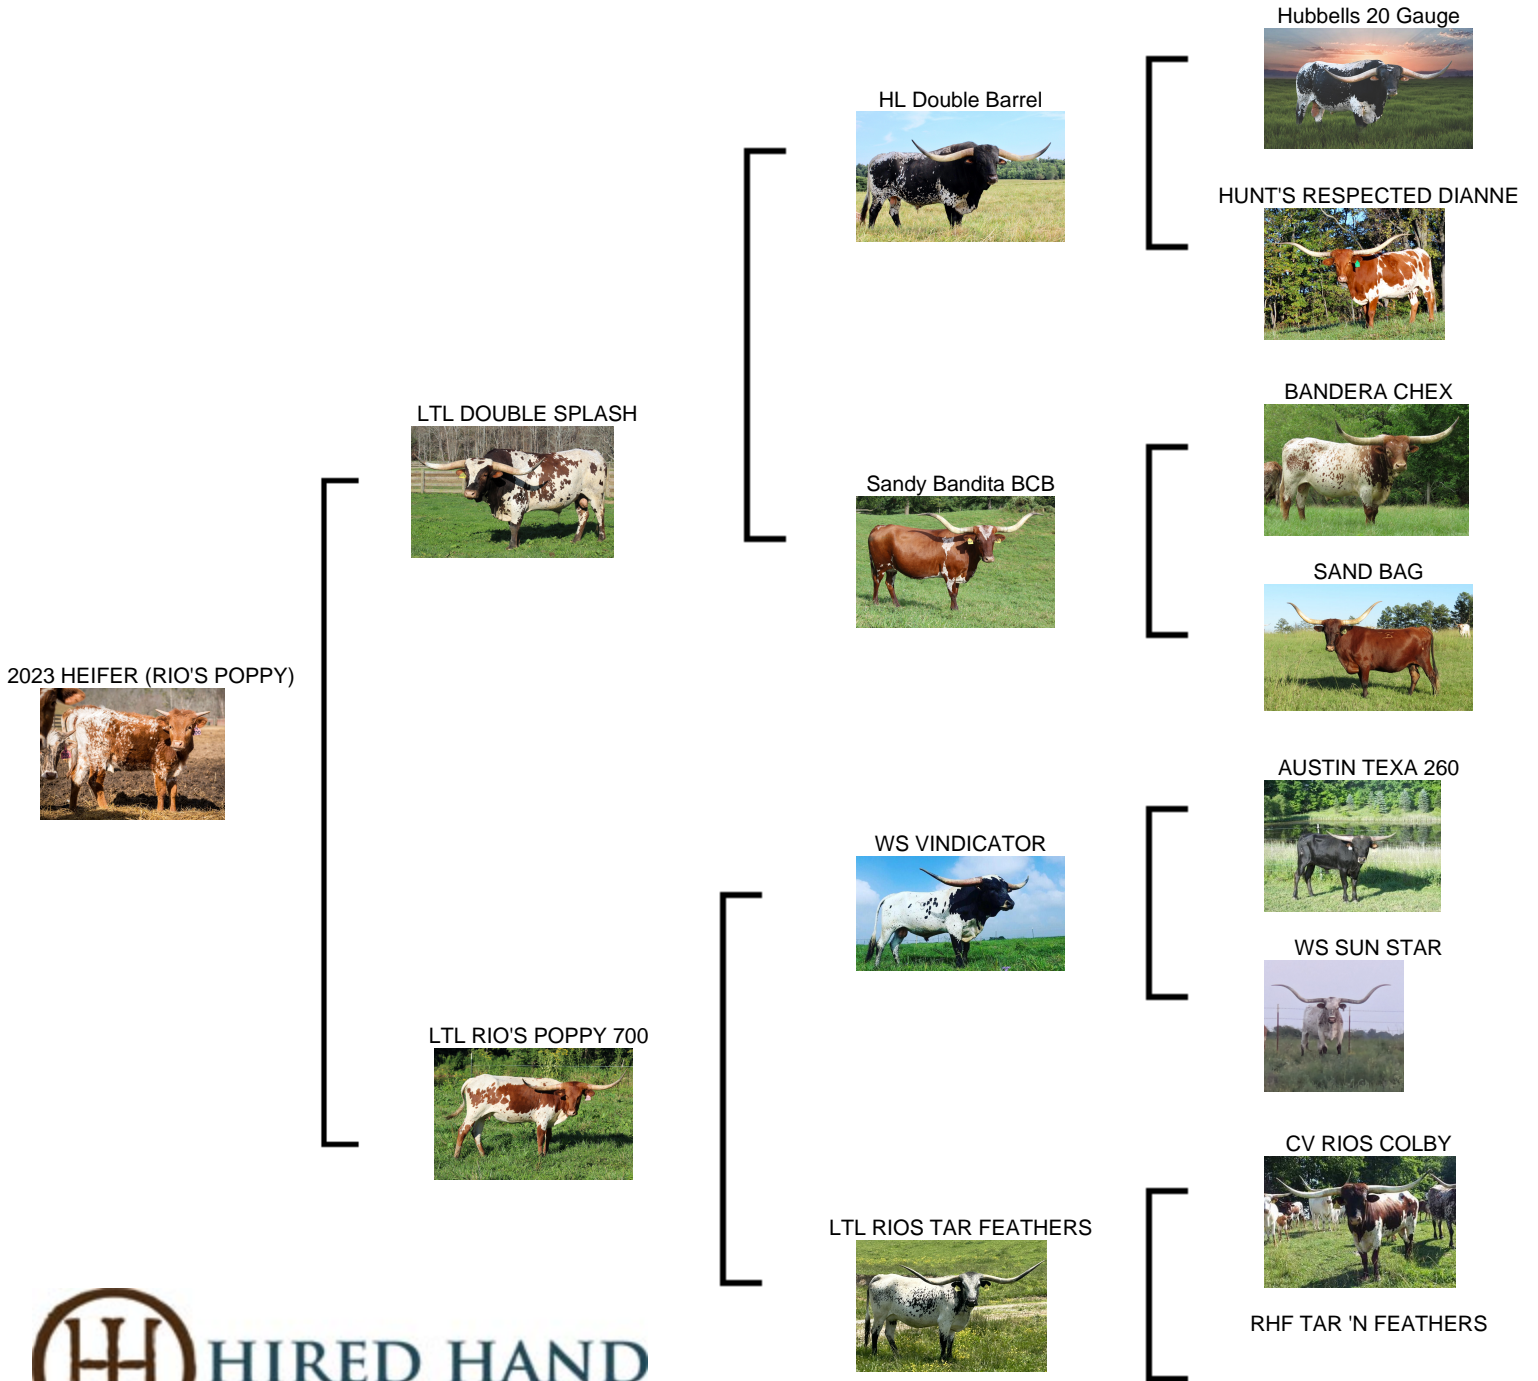 Hubbells 20 Gauge
HL Double Barrel
HUNT'S RESPECTED DIANNE
BANDERA CHEX
LTL DOUBLE SPLASH
Sandy Bandita BCB
SAND BAG
2023 HEIFER (RIO'S POPPY)
AUSTIN TEXA 260
WS VINDICATOR
WS SUN STAR
LTL RIO'S POPPY 700
CV RIOS COLBY
LTL RIOS TAR FEATHERS
RHF TAR 'N FEATHERS
HIRED HAND